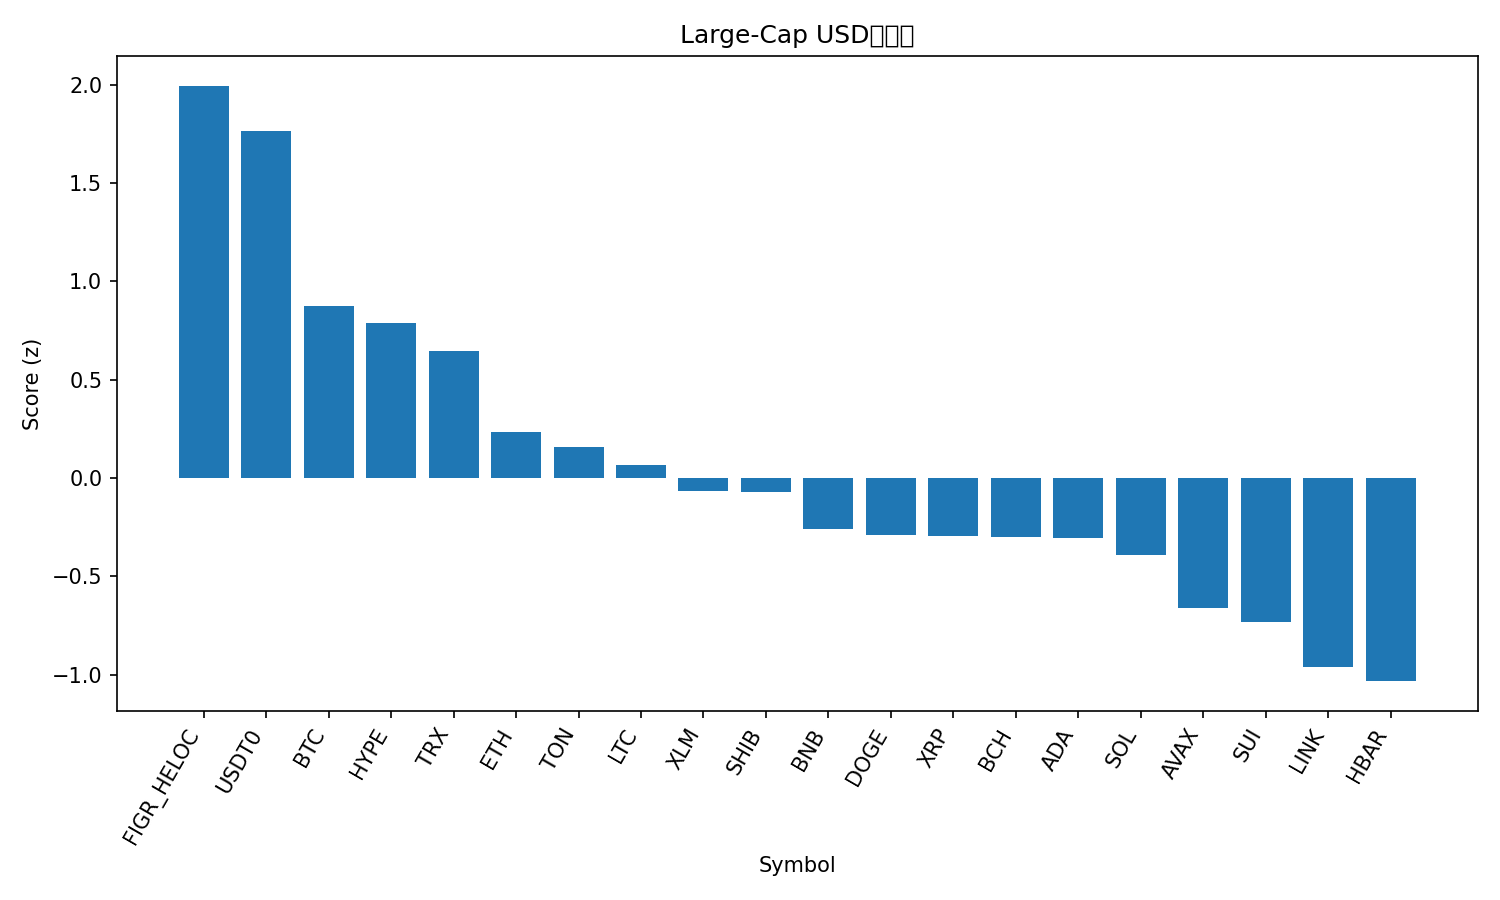 Large-Cap USD
Score (z)
2.0
1.5
1.0
0.5
0.0
−0.5
−1.0
FIGR_HELOC
USDT0
BTC
HYPE
TRX
ETH
TON
LTC
XLM
SHIB
BNB
DOGE
XRP
BCH
ADA
SOL
AVAX
SUI
LINK
HBAR
Symbol